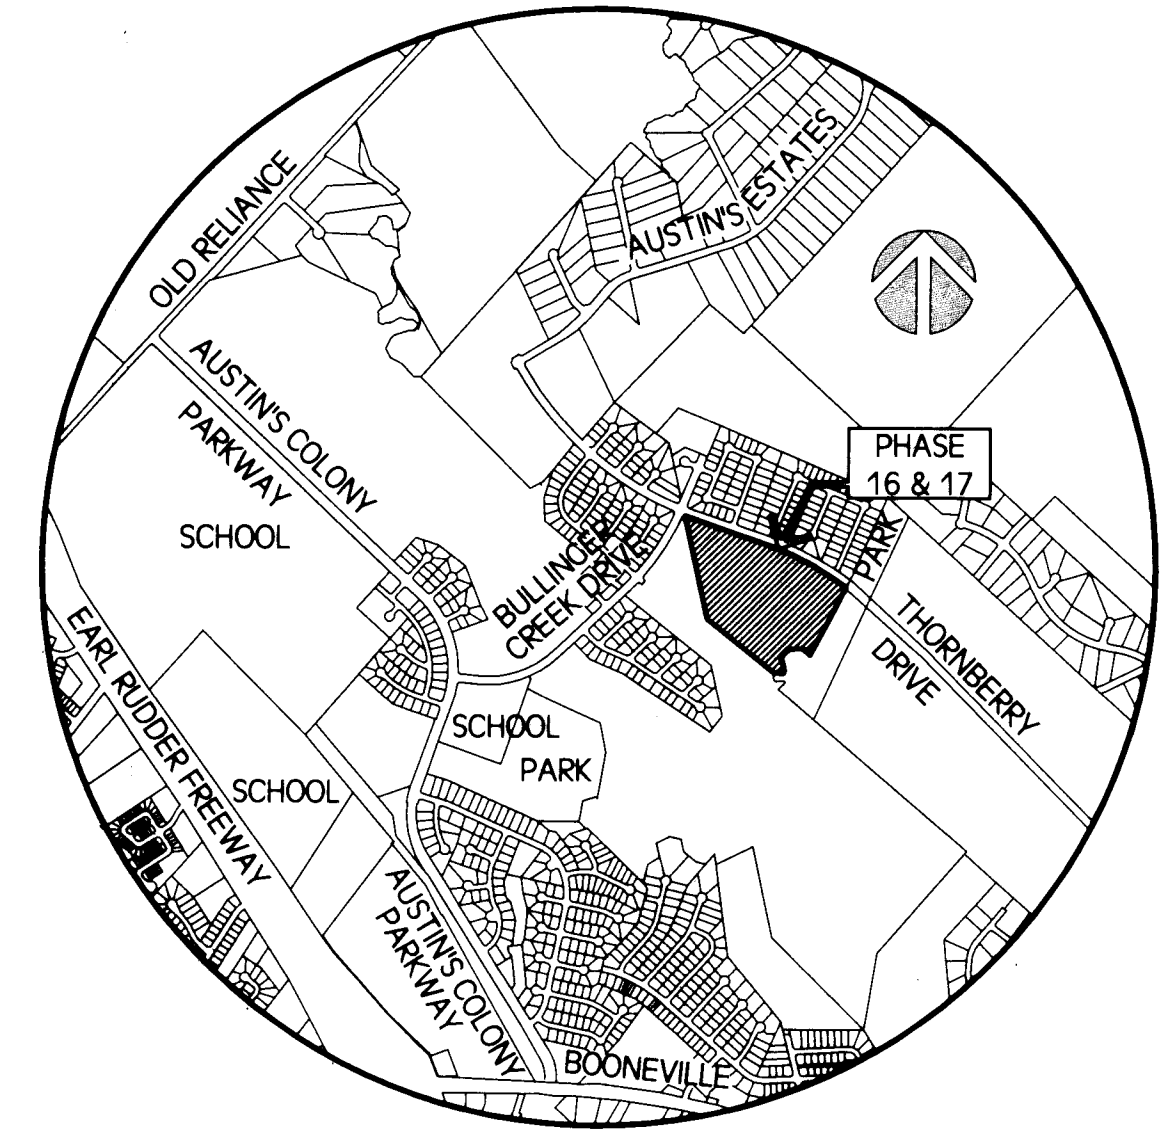 OLD RELIANCE
AUSTIN'S ESTATES
AUSTIN'S COLONY
PARKWAY
SCHOOL
PHASE
16 & 17
PARK
BULLINGER
CREEK DRIVE
THORNBERRY
DRIVE
EARL RUDDER FREEWAY
SCHOOL
PARK
SCHOOL
AUSTIN'S COLONY
PARKWAY
BOONEVILLE